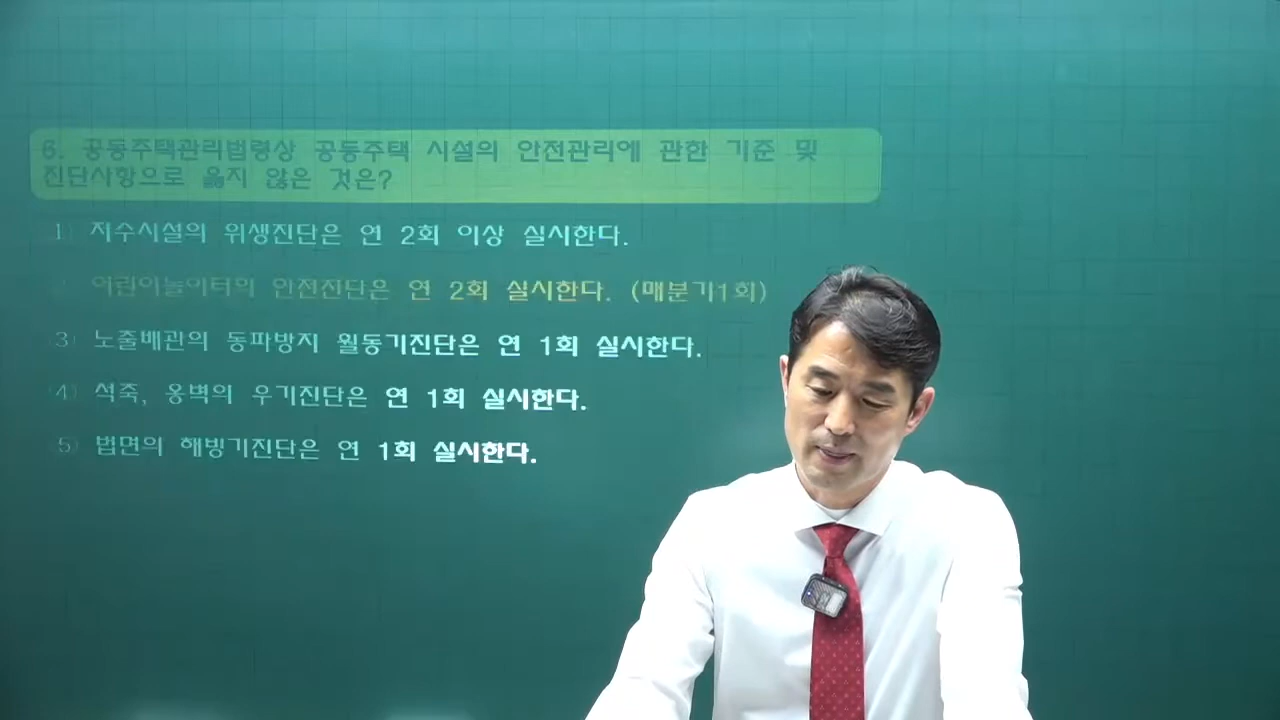 6. 공동주택관리법령상 공동주택 시설의 안전관리에 관한 기준 및
진단사항으로 옳지 않은 것은?
1) 저수시설의 위생진단은 연 2회 이상 실시한다.
어린이놀이터의 안전진단은 연 2회 실시한다. (매분기1회)
(3) 노출배관의 동파방지 월동기진단은 연 1회 실시한다.
(4) 석축, 옹벽의 우기진단은 연 1회 실시한다.
5) 법면의 해빙기진단은 연 1회 실시한다.